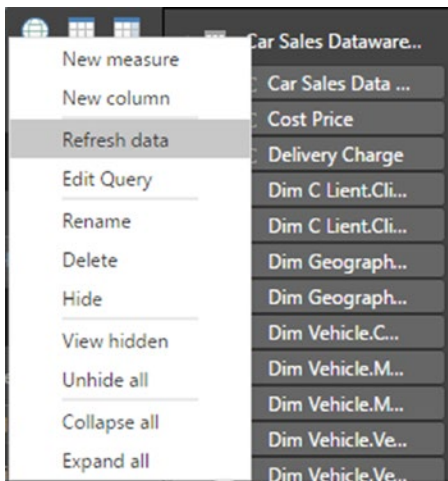 New measure
New column
Refresh data
Edit Query
Rename
Delete
Hide
View hidden
Unhide all
Collapse all
Expand all
Car Sales Dataware...
Car Sales Data ...
Cost Price
Delivery Charge
Dim C Lient.Cli...
Dim C Lient.Cli...
Dim Geograph...
Dim Geograph...
Dim Vehicle.C...
Dim Vehicle.M...
Dim Vehicle.M...
Dim Vehicle.Ve...
Dim Vehicle.Ve...